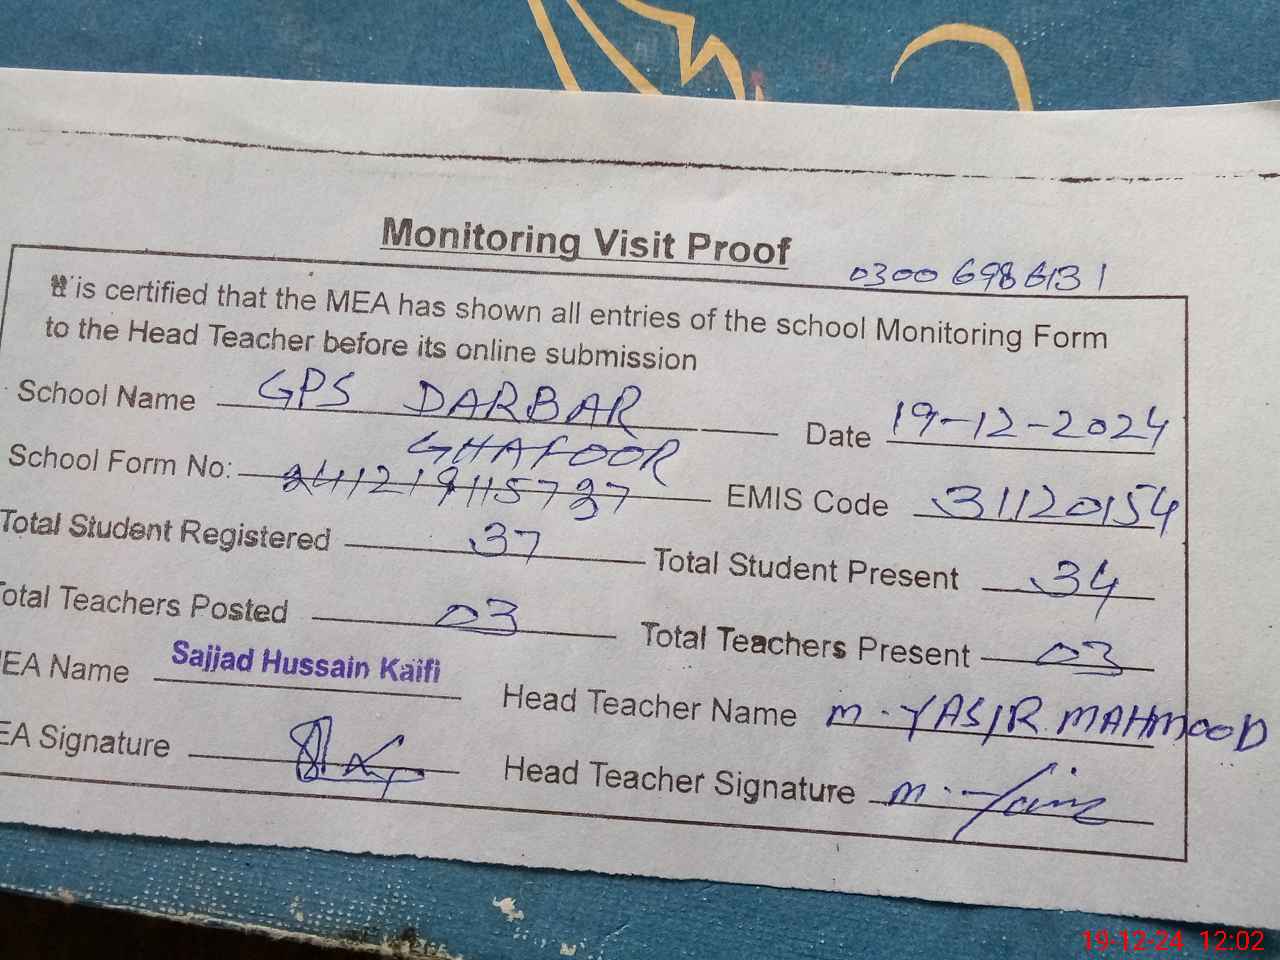 Monitoring Visit Proof
0300 6986131
It is certified that the MEA has shown all entries of the school Monitoring Form
to the Head Teacher before its online submission
School Name GPS DARBAR Date 19-12-2024
GHAFOOR
School Form No: 241219115737 EMIS Code 31120154
Total Student Registered 37 Total Student Present 34
otal Teachers Posted 03 Total Teachers Present 03
EA Name Sajjad Hussain Kaifi Head Teacher Name M. YASIR MAHMOOD
EA Signature Head Teacher Signature
19-12-24 12:02